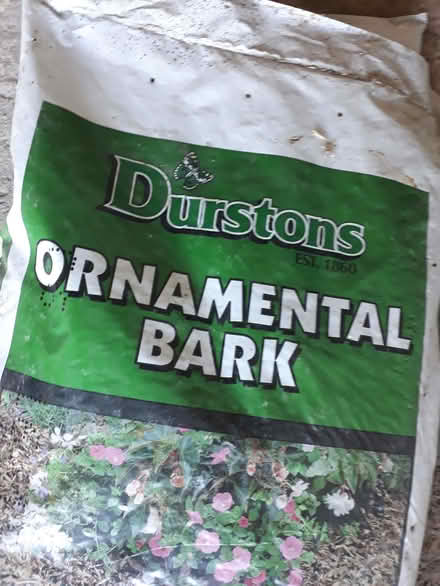 Durstons
EST. 1860
ORNAMENTAL
BARK